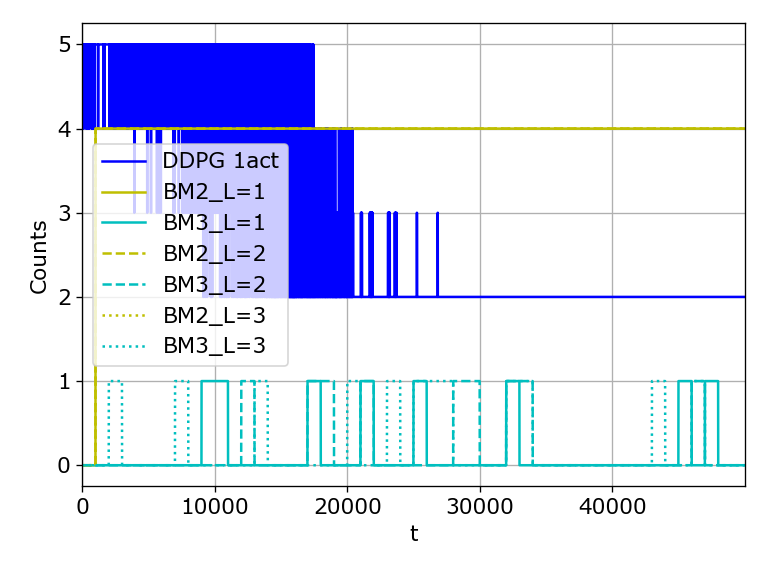 5
4
3
2
1
0
Counts
DDPG 1act
BM2_L=1
BM3_L=1
BM2_L=2
BM3_L=2
BM2_L=3
BM3_L=3
0 10000 20000 30000 40000
t